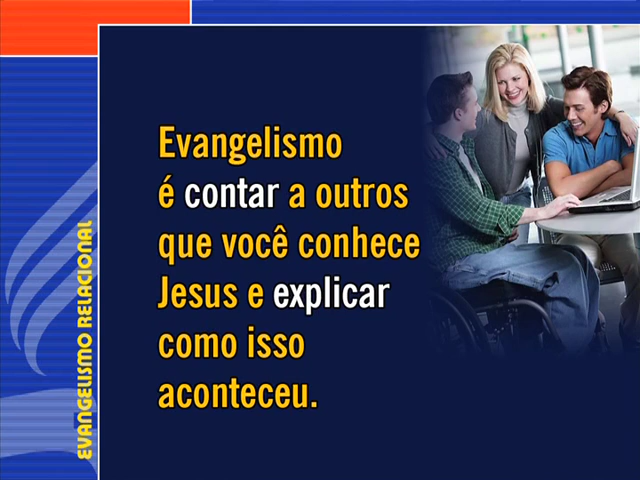 Evangelismo
é contar a outros
que você conhece
Jesus e explicar
como isso
aconteceu.
EVANGELISMO RELACIONAL